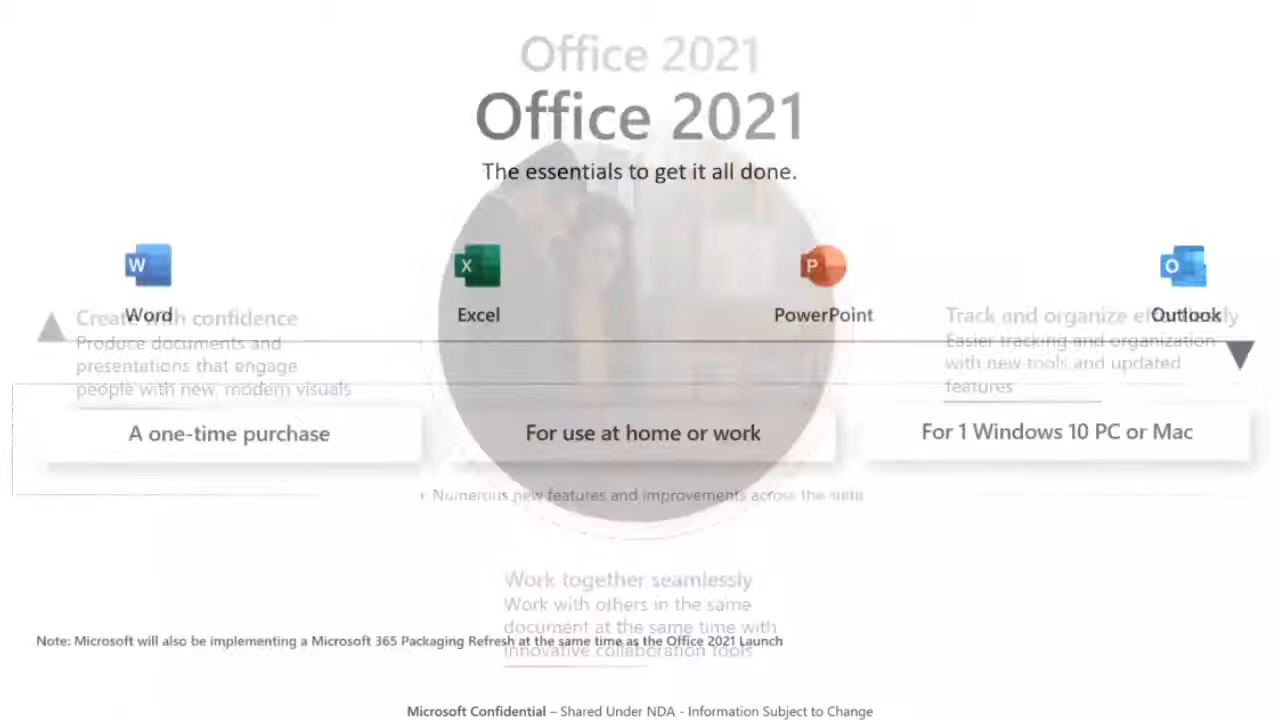 Office 2021
Office 2021
The essentials to get it all done.
W
X
P
O
Word
Excel
PowerPoint
Outlook
Create with confidence
Produce documents and
presentations that engage
people with new, modern visuals
Track and organize effortlessly
Easier tracking and organization
with new tools and updated
features
A one-time purchase
For use at home or work
For 1 Windows 10 PC or Mac
+ Numerous new features and improvements across the suite
Work together seamlessly
Work with others in the same
document at the same time with
innovative collaboration tools
Note: Microsoft will also be implementing a Microsoft 365 Packaging Refresh at the same time as the Office 2021 Launch
Microsoft Confidential – Shared Under NDA - Information Subject to Change